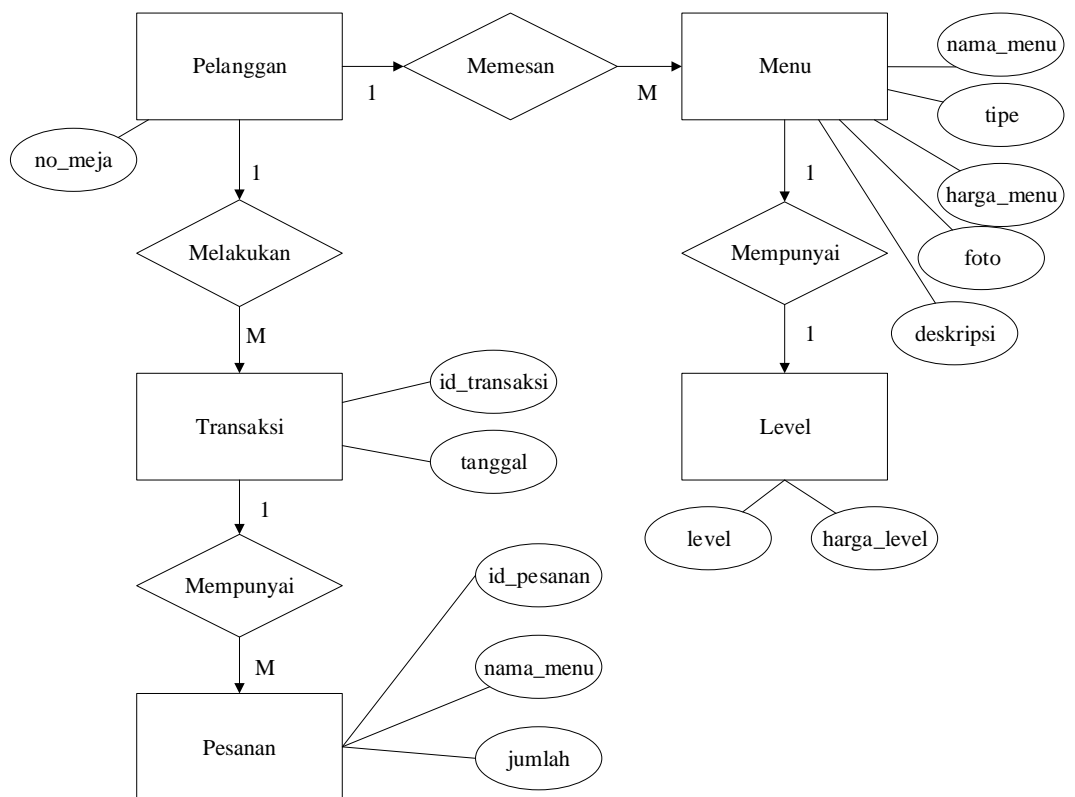 Pelanggan
1
Memesan
M
Menu
nama_menu
tipe
harga_menu
foto
deskripsi
no_meja
1
Melakukan
M
1
Mempunyai
1
Transaksi
id_transaksi
tanggal
Level
level
harga_level
1
Mempunyai
M
Pesanan
id_pesanan
nama_menu
jumlah